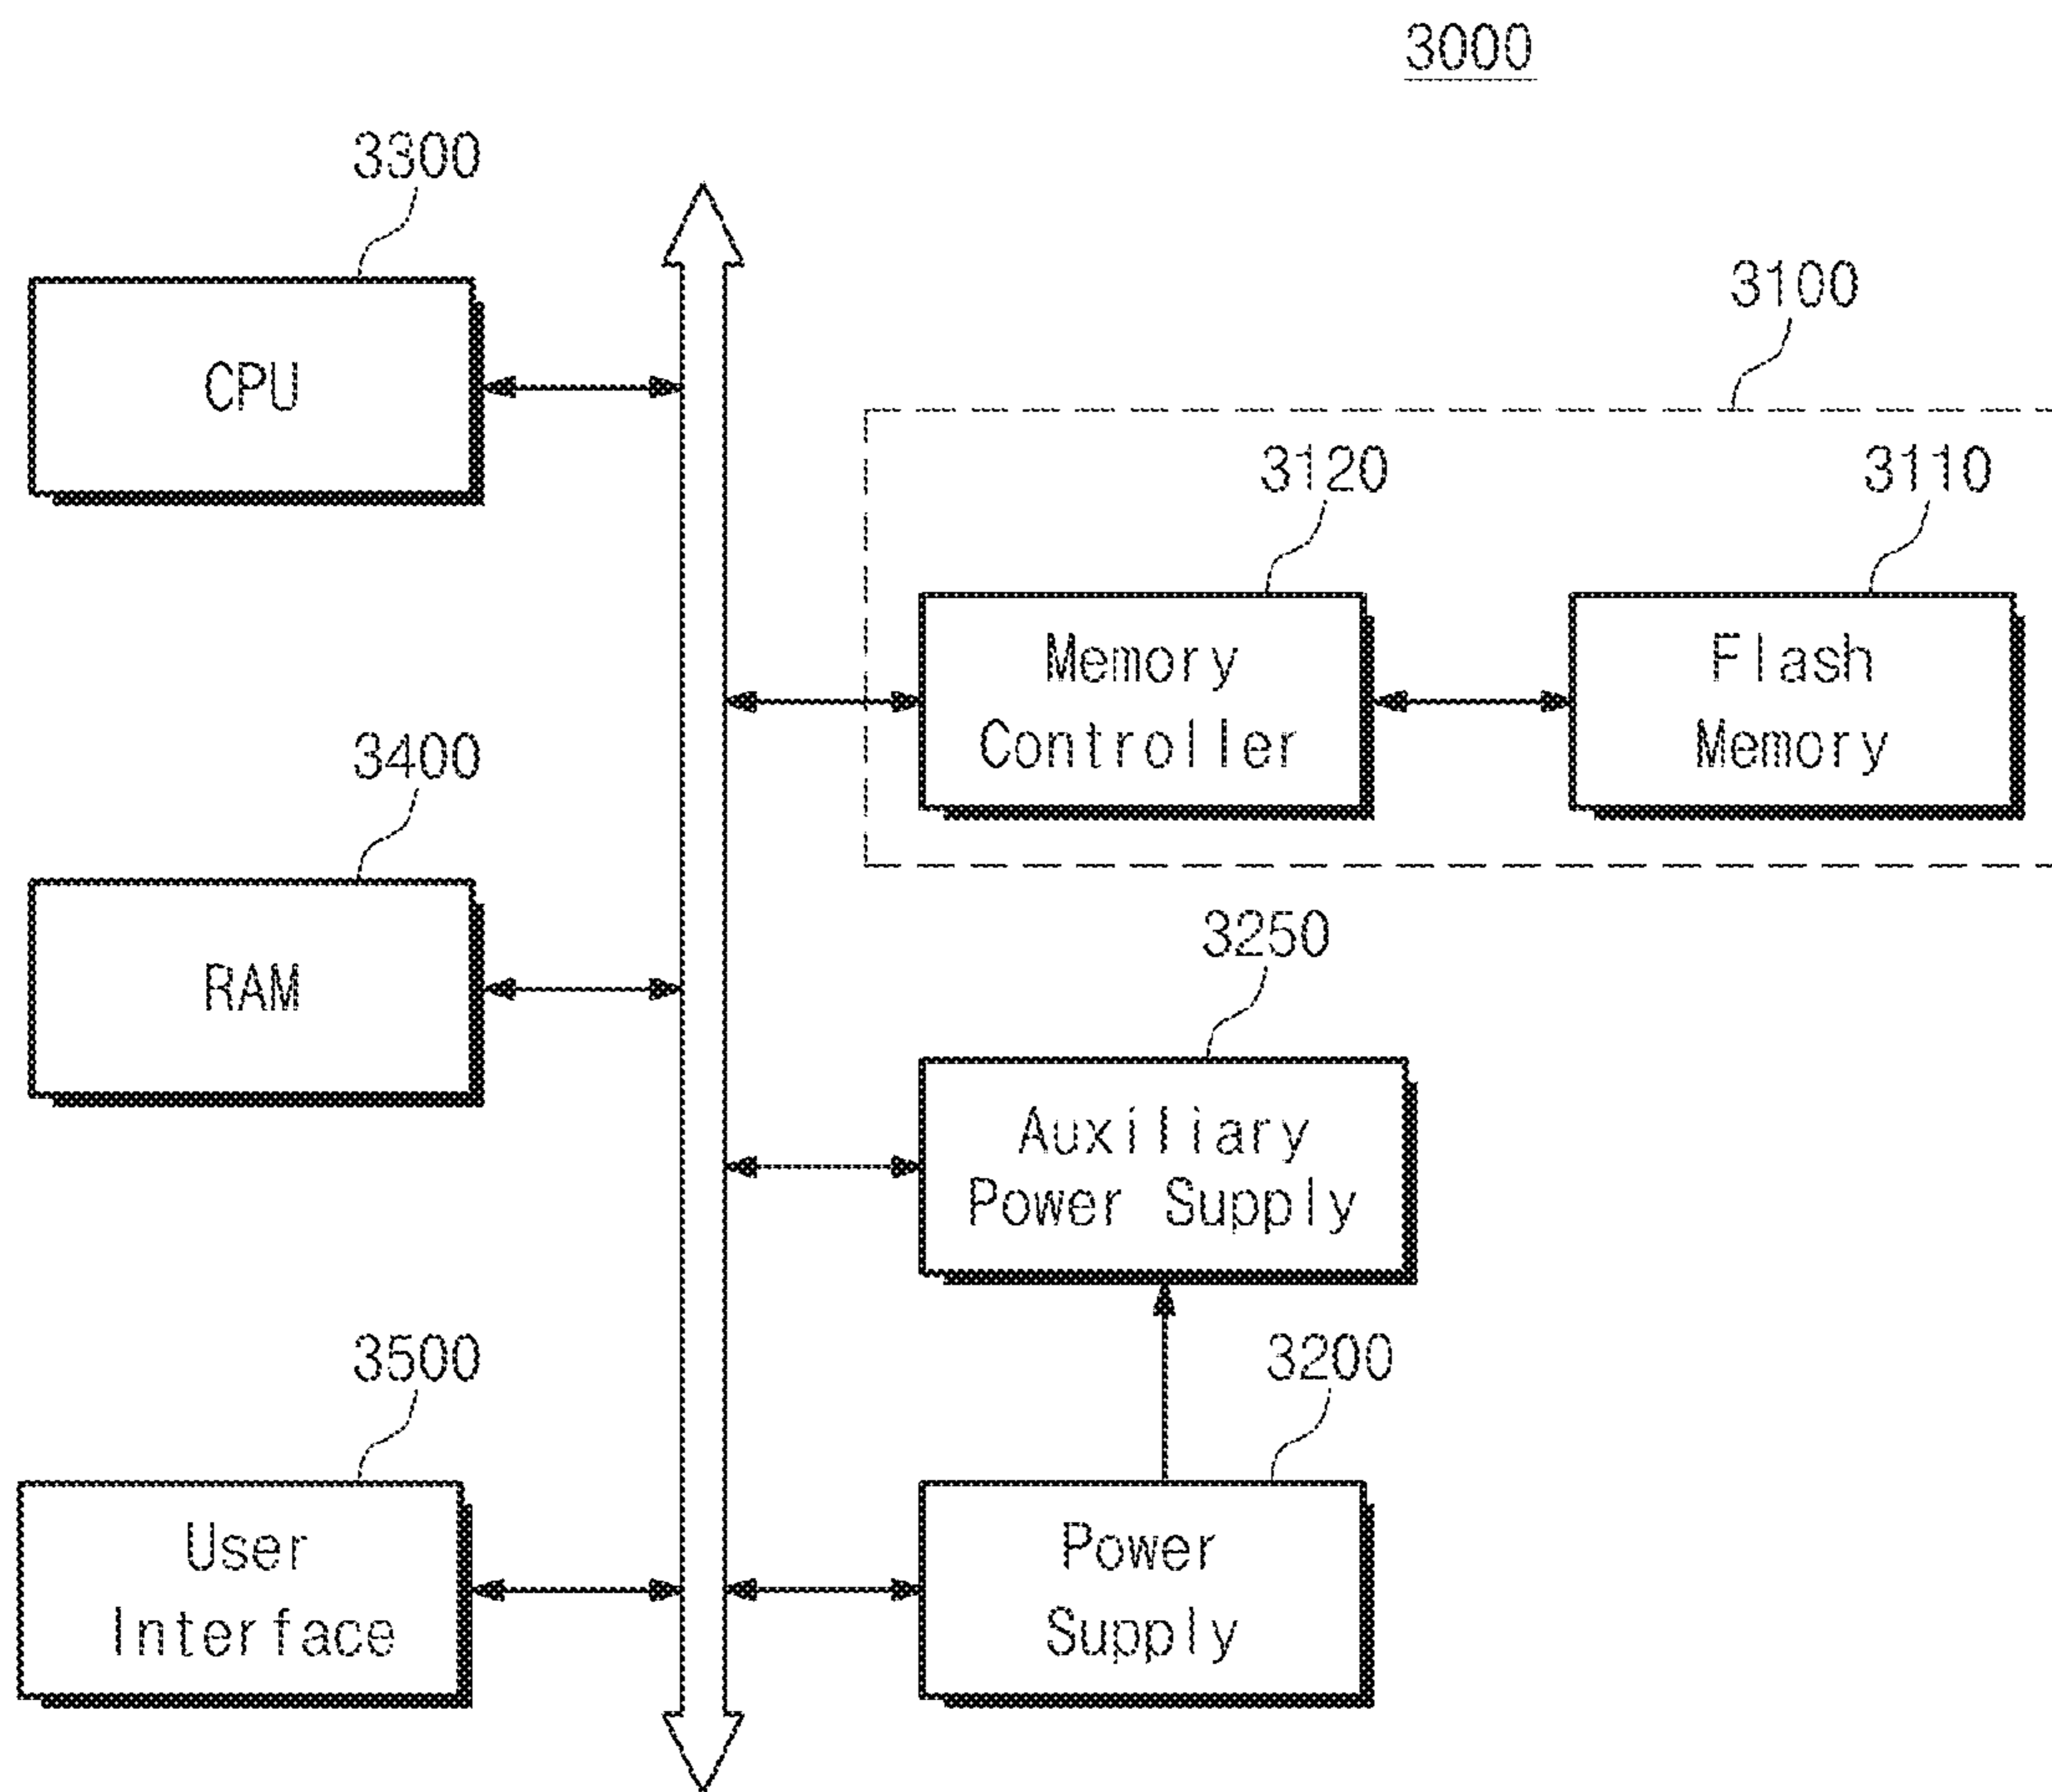 3000
3300
CPU
3100
3120
3110
Memory
Controller
Flash
Memory
3400
RAM
3250
Auxiliary
Power Supply
3500
User
Interface
3200
Power
Supply